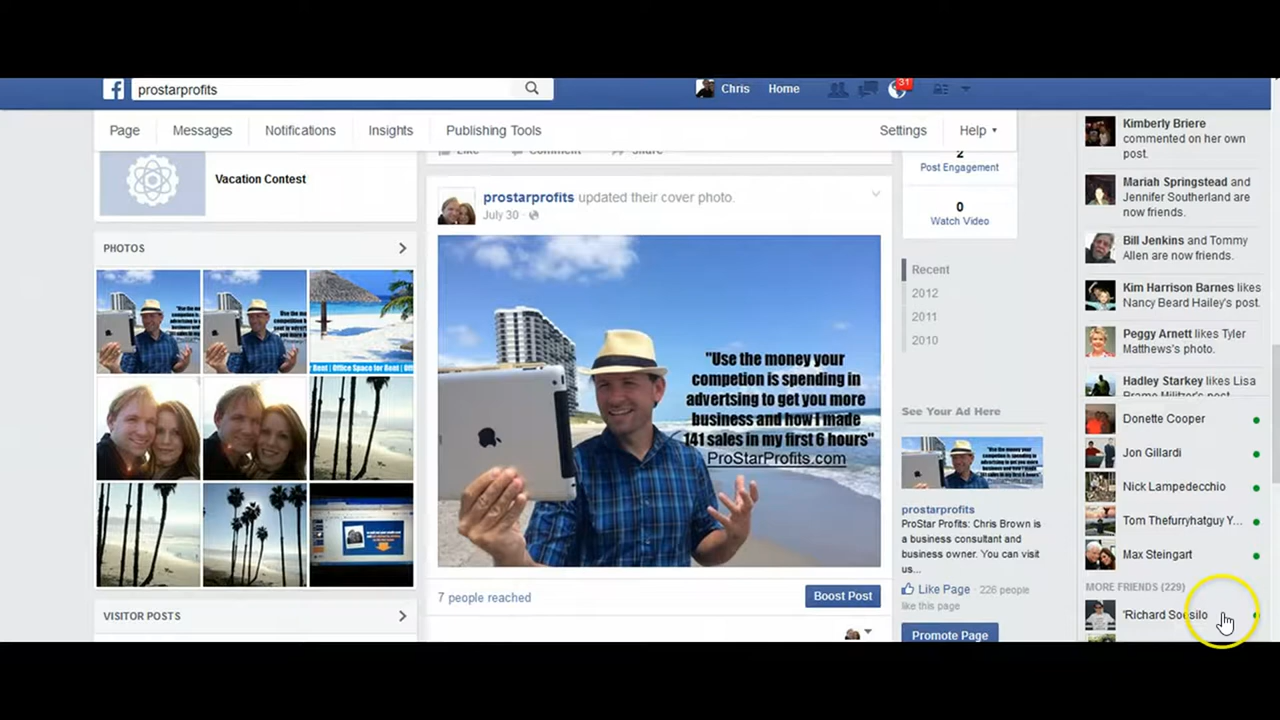 prostarprofits
Chris
Home
31
Page
Messages
Notifications
Insights
Publishing Tools
Settings
Help
Vacation Contest
PHOTOS
Like
Comment
Share
prostarprofits updated their cover photo.
July 30
"Use the money your
competion is spending in
advertsing to get you more
business and how I made
141 sales in my first 6 hours"
ProStarProfits.com
7 people reached
Boost Post
VISITOR POSTS
2
Post Engagement
0
Watch Video
Recent
2012
2011
2010
See Your Ad Here
prostarprofits
ProStar Profits: Chris Brown is
a business consultant and
business owner. You can visit
us...
Like Page · 226 people
like this page
Promote Page
Kimberly Briere
commented on her own
post.
Mariah Springstead and
Jennifer Southerland are
now friends.
Bill Jenkins and Tommy
Allen are now friends.
Kim Harrison Barnes likes
Nancy Beard Hailey's post.
Peggy Arnett likes Tyler
Matthews's photo.
Hadley Starkey likes Lisa
Donette Cooper
Jon Gillardi
Nick Lampedecchio
Tom Thefurryhatguy Y...
Max Steingart
MORE FRIENDS (229)
'Richard Soesilo